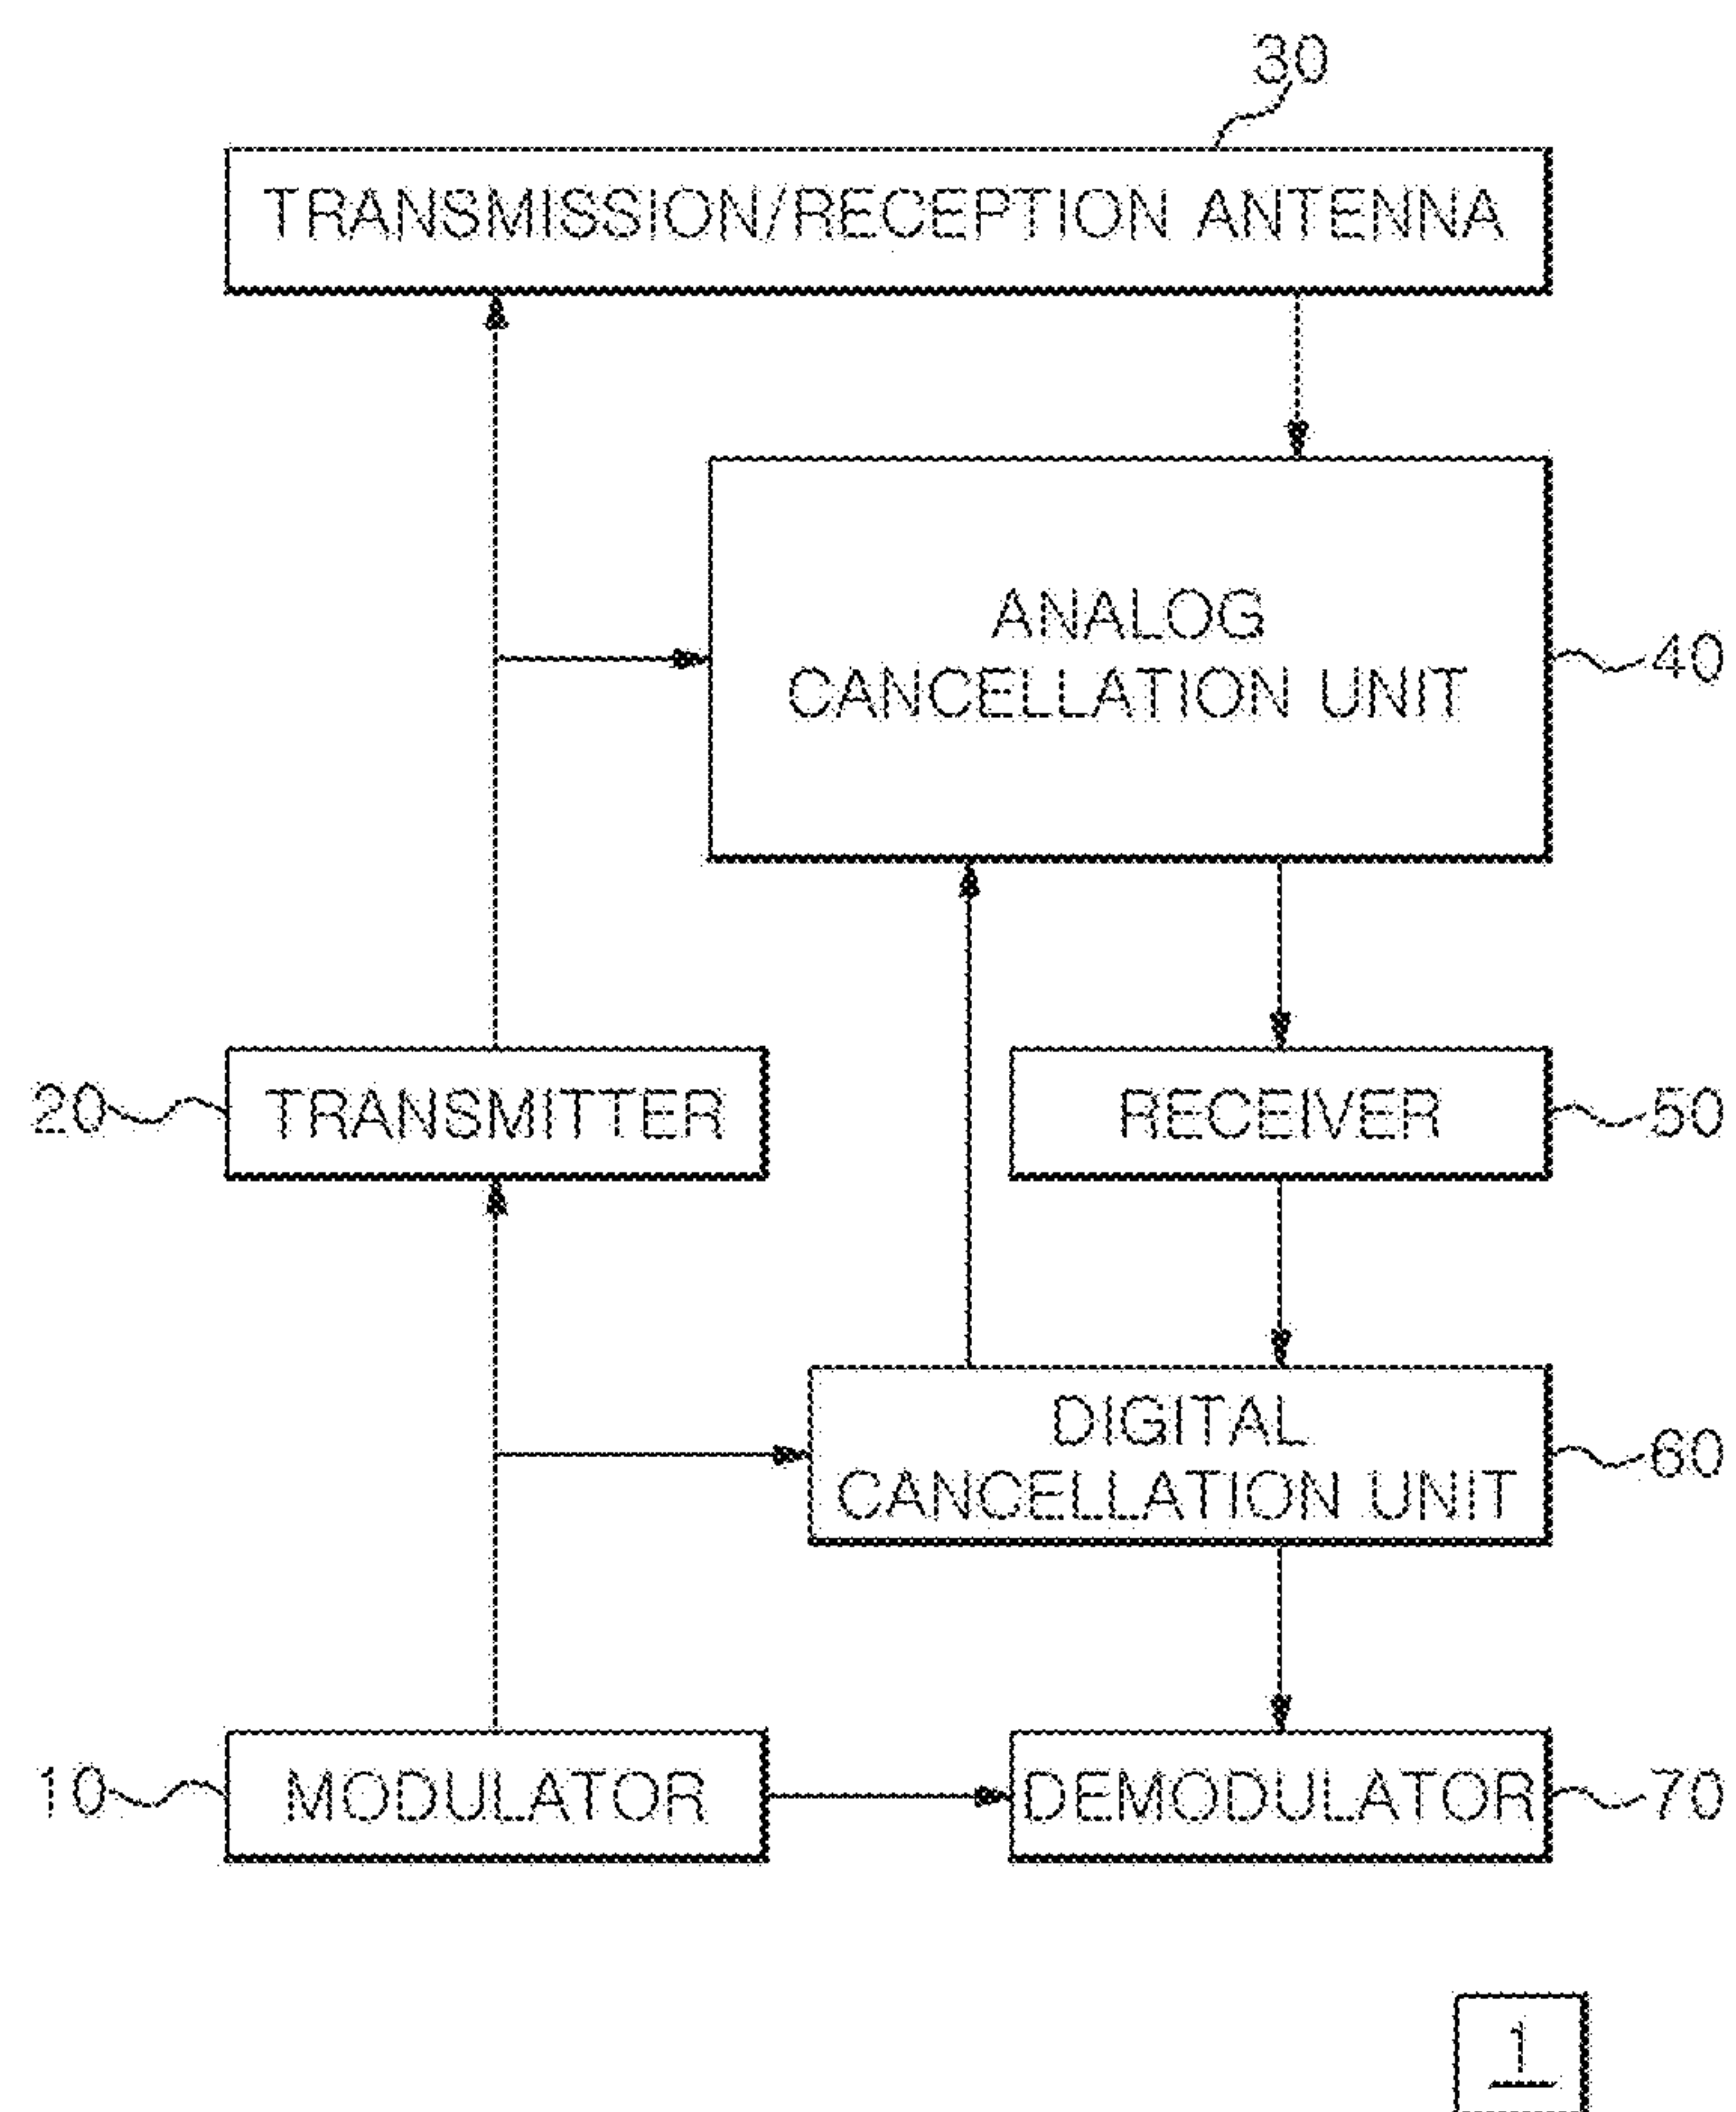 30
TRANSMISSION/RECEPTION ANTENNA
ANALOG
CANCELLATION UNIT
40
20
TRANSMITTER
RECEIVER
50
DIGITAL
CANCELLATION UNIT
60
10
MODULATOR
DEMODULATOR
70
1